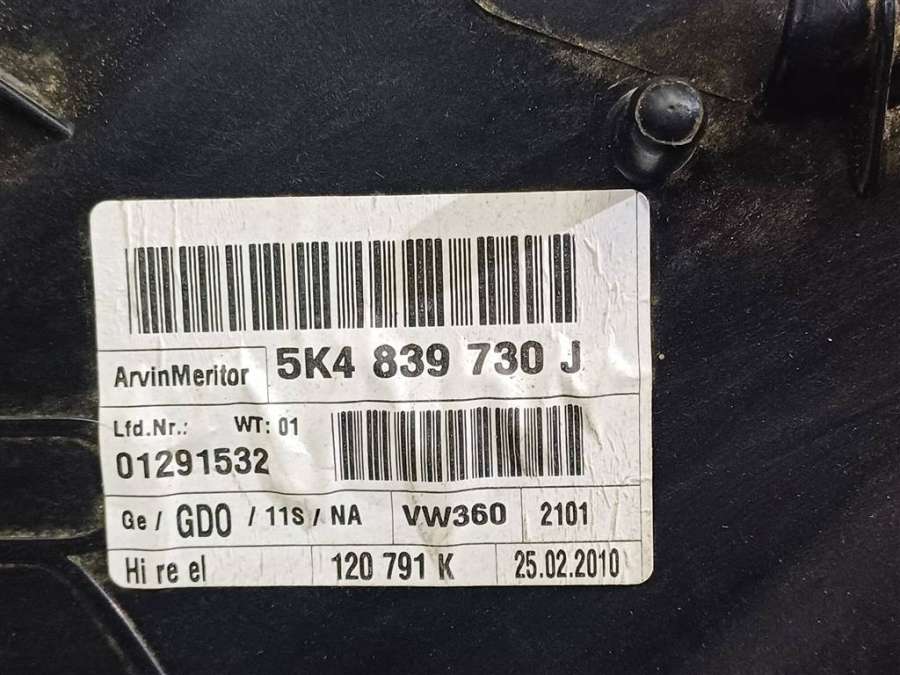 ArvinMeritor 5K4 839 730 J
Lfd.Nr.: WT: 01
01291532
Ge / GDO / 11S / NA VW360 2101
Hi re el 120 791 K 25.02.2010